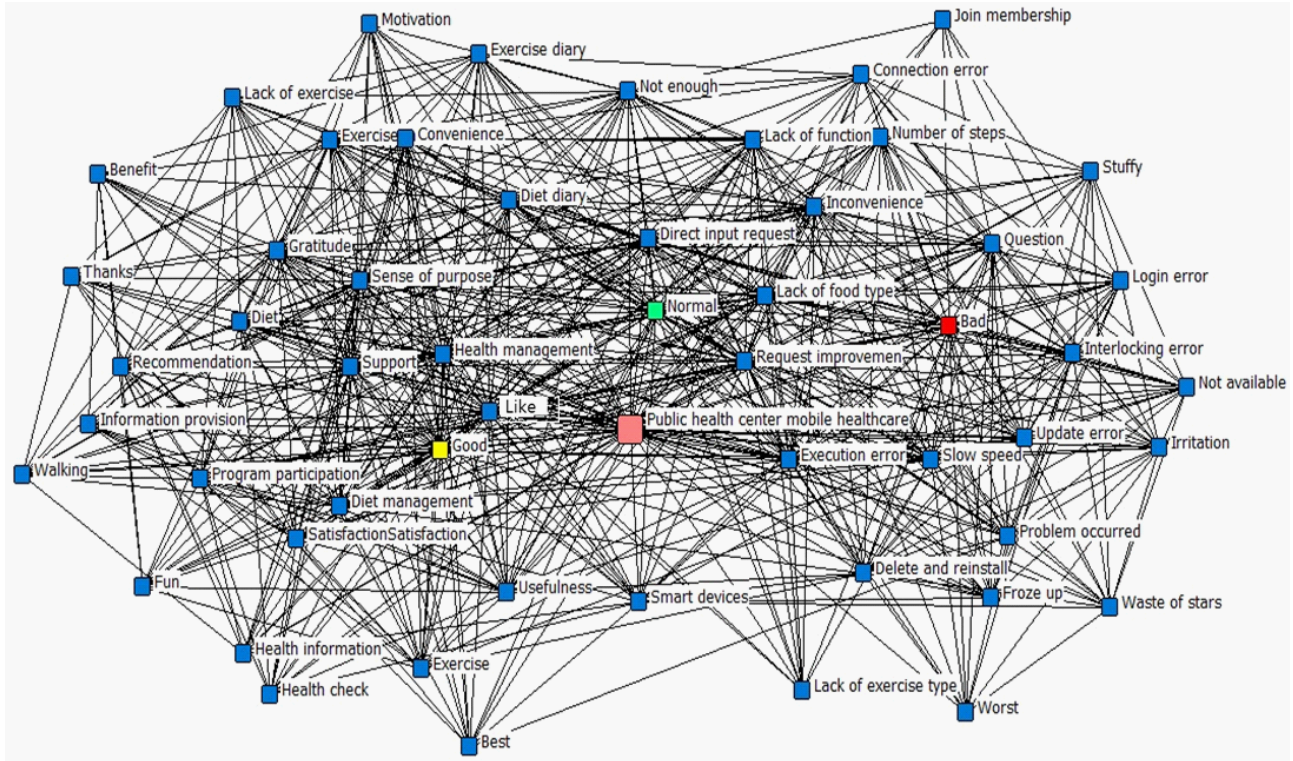 Motivation
Join membership
Exercise diary
Connection error
Not enough
Lack of exercise
Exercise
Convenience
Lack of function
Number of steps
Benefit
Stuffy
Diet diary
Inconvenience
Direct input request
Question
Gratitude
Thanks
Sense of purpose
Login error
Lack of food type
Normal
Diet
Bad
Health management
Interlocking error
Recommendation
Support
Request improvemen
Not available
Like
Information provision
Public health center mobile healthcare
Update error
Irritation
Good
Execution error
Slow speed
Walking
Program participation
Diet management
SatisfactionSatisfaction
Problem occurred
Delete and reinstall
Fun
Usefulness
Smart devices
Froze up
Waste of stars
Health information
Exercise
Health check
Lack of exercise type
Worst
Best